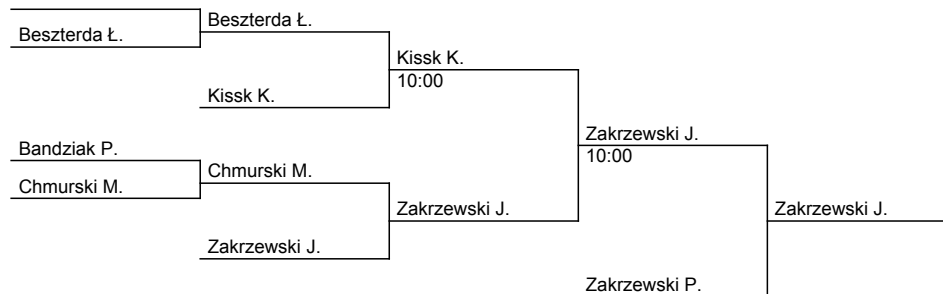 Beszterda Ł.
Beszterda Ł.
Kissk K.
10:00
Kissk K.
Zakrzewski J.
10:00
Bandziak P.
Chmurski M.
Chmurski M.
Zakrzewski J.
Zakrzewski J.
Zakrzewski J.
Zakrzewski P.